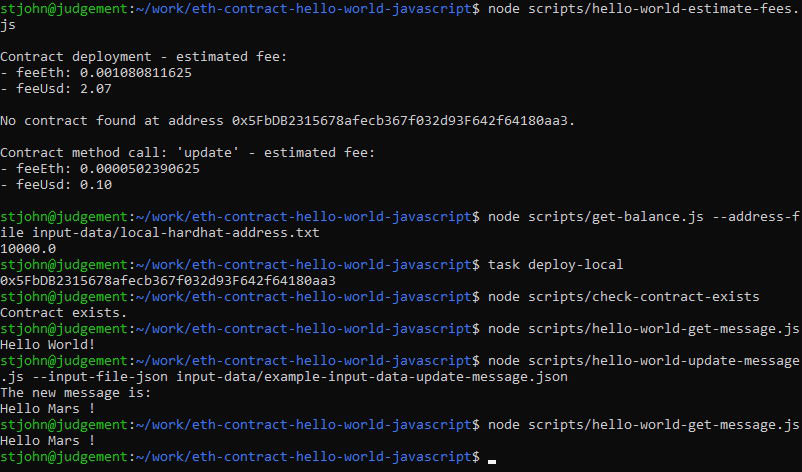 stjohn@judgement:~/work/eth-contract-hello-world-javascript$ node scripts/hello-world-estimate-fees.
js
Contract deployment - estimated fee:
- feeEth: 0.001080811625
- feeUsd: 2.07
No contract found at address 0x5FbDB2315678afecb367f032d93F642f64180aa3.
Contract method call: 'update' - estimated fee:
- feeEth: 0.0000502390625
- feeUsd: 0.10
stjohn@judgement:~/work/eth-contract-hello-world-javascript$ node scripts/get-balance.js --address-f
ile input-data/local-hardhat-address.txt
10000.0
stjohn@judgement:~/work/eth-contract-hello-world-javascript$ task deploy-local
0x5FbDB2315678afecb367f032d93F642f64180aa3
stjohn@judgement:~/work/eth-contract-hello-world-javascript$ node scripts/check-contract-exists
Contract exists.
stjohn@judgement:~/work/eth-contract-hello-world-javascript$ node scripts/hello-world-get-message.js
Hello World!
stjohn@judgement:~/work/eth-contract-hello-world-javascript$ node scripts/hello-world-update-message
.js --input-file-json input-data/example-input-data-update-message.json
The new message is:
Hello Mars !
stjohn@judgement:~/work/eth-contract-hello-world-javascript$ node scripts/hello-world-get-message.js
Hello Mars !
stjohn@judgement:~/work/eth-contract-hello-world-javascript$